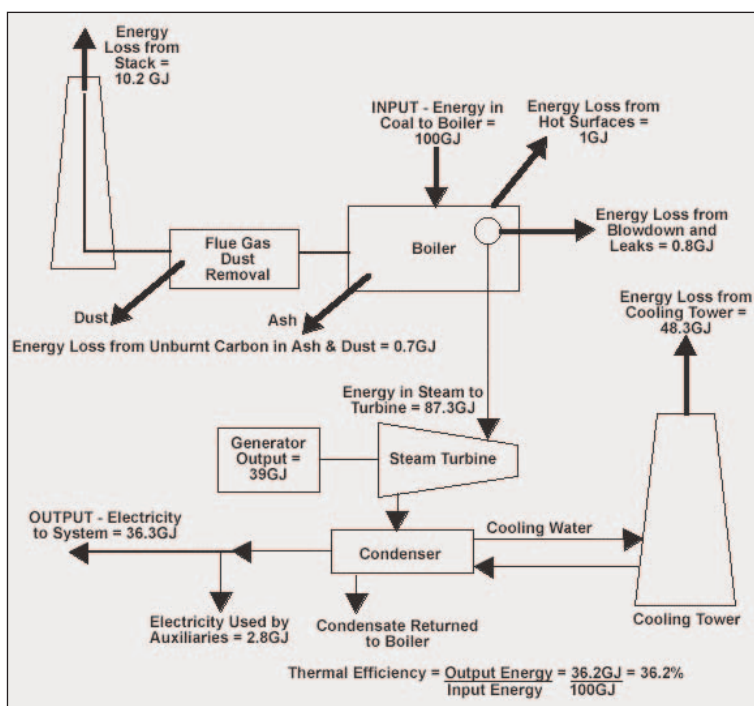 Energy
Loss from
Stack =
10.2 GJ
INPUT - Energy in
Coal to Boiler =
100GJ
Energy Loss from
Hot Surfaces =
1GJ
Flue Gas
Dust
Removal
Boiler
Energy Loss from
Blowdown and
Leaks = 0.8GJ
Dust
Ash
Energy Loss from Unburnt Carbon in Ash & Dust = 0.7GJ
Energy Loss from
Cooling Tower =
48.3GJ
Energy in Steam to
Turbine = 87.3GJ
Generator
Output =
39GJ
Steam Turbine
OUTPUT - Electricity
to System = 36.3GJ
Condenser
Cooling Water
Electricity Used by
Auxiliaries = 2.8GJ
Condensate Returned
to Boiler
Cooling Tower
Thermal Efficiency = Output Energy = 36.2GJ = 36.2%
Input Energy 100GJ